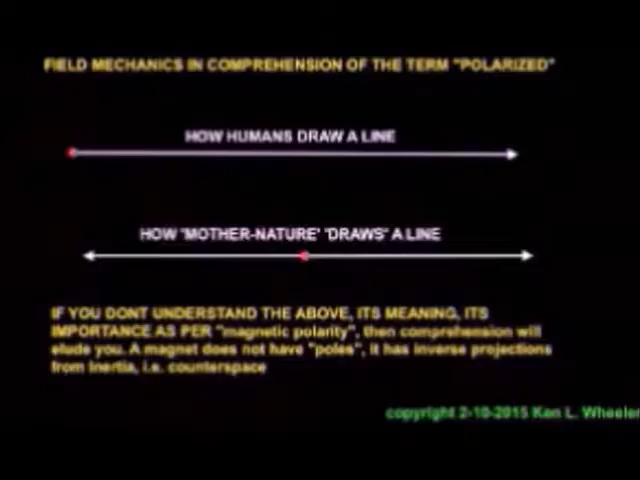 FIELD MECHANICS IN COMPREHENSION OF THE TERM "POLARIZED"
HOW HUMANS DRAW A LINE
HOW 'MOTHER-NATURE' 'DRAWS" A LINE
IF YOU DONT UNDERSTAND THE ABOVE, ITS MEANING, ITS
IMPORTANCE AS PER "magnetic polarity", then comprehension will
elude you. A magnet does not have "poles", it has inverse projections
from Inertia, i.e. counterspace
copyright 2-10-2015 Ken L. Wheeler